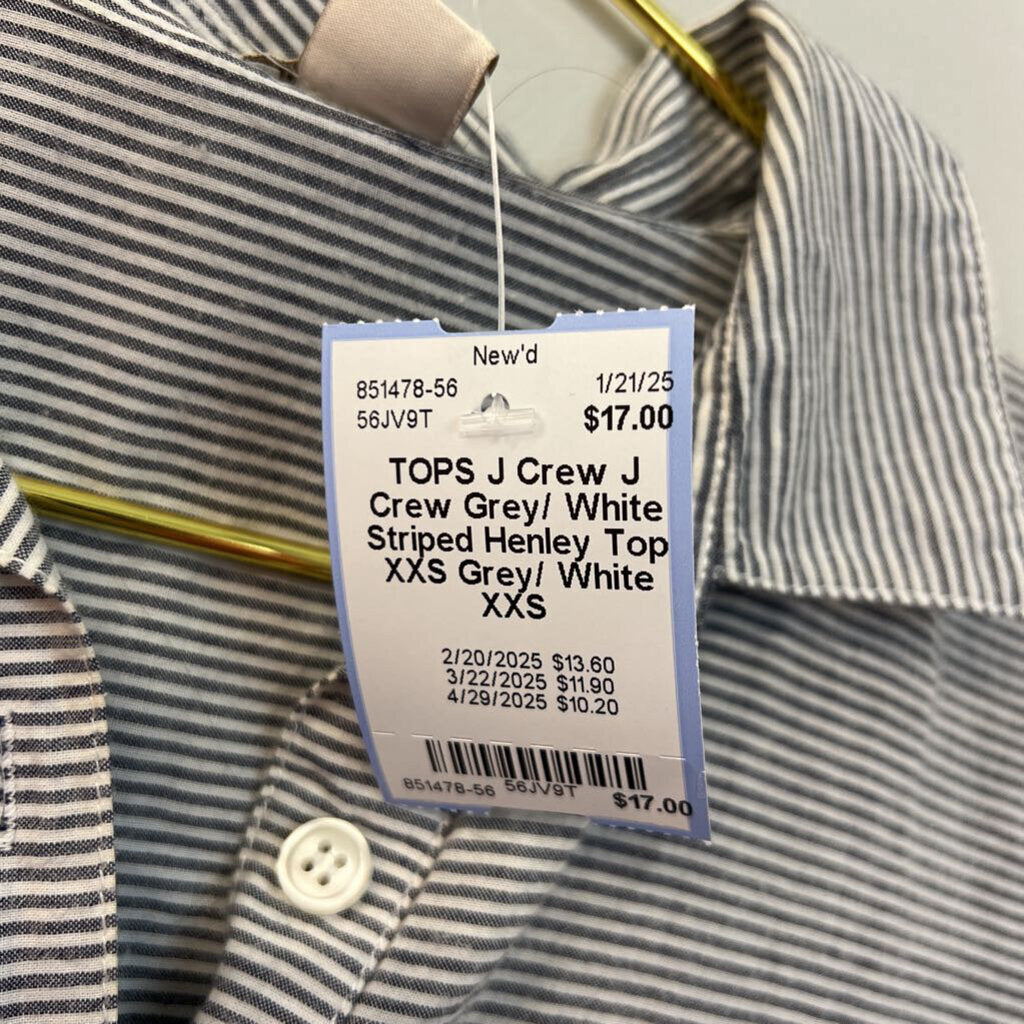 New'd
851478-56 1/21/25
56JV9T $17.00
TOPS J Crew J
Crew Grey/ White
Striped Henley Top
XXS Grey/ White
XXS
2/20/2025 $13.60
3/22/2025 $11.90
4/29/2025 $10.20
851478-56 56JV9T $17.00